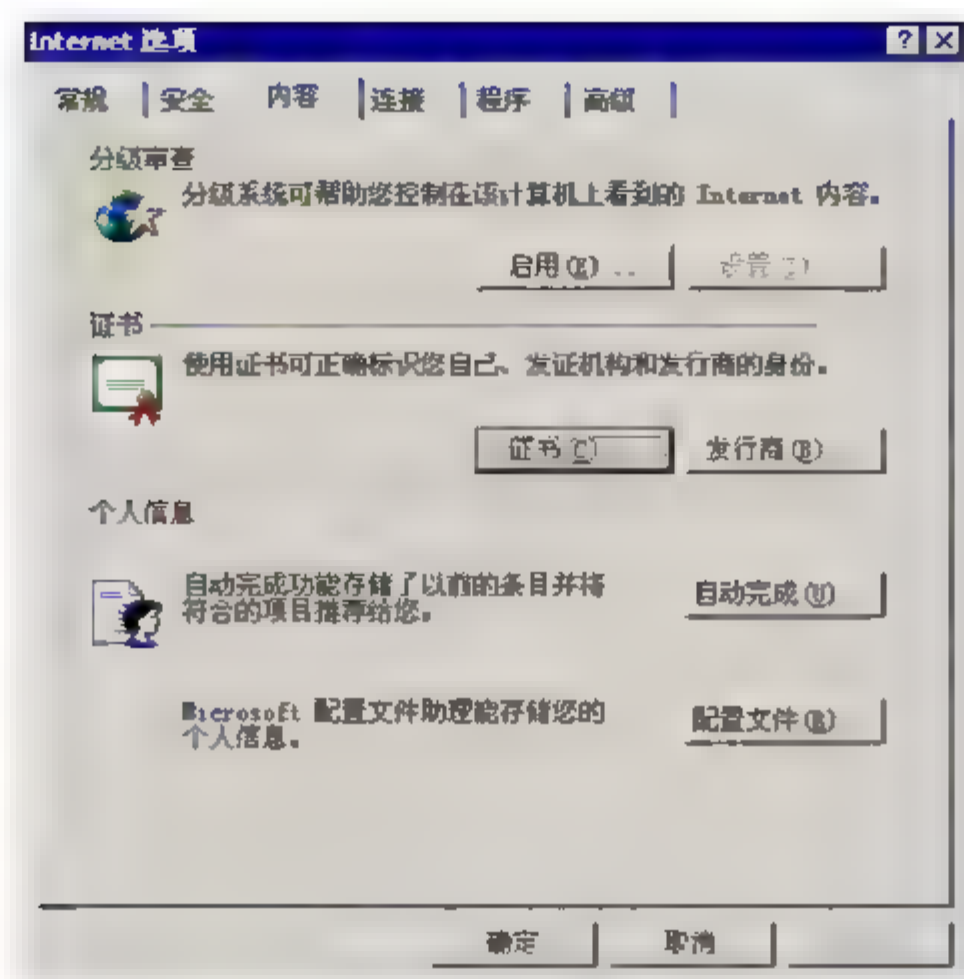 Internet 选项
常规 安全 内容 连接 程序 高级
分级审查
分级系统可帮助您控制在该计算机上看到的 Internet 内容。
启用(E)... 设置(T)
证书
使用证书可正确标识您自己、发证机构和发行商的身份。
证书(C) 发行商(B)
个人信息
自动完成功能存储了以前的条目并将
符合的项目推荐给您。
自动完成(U)
Microsoft 配置文件助理能存储您的
个人信息。
配置文件(R)
确定 取消